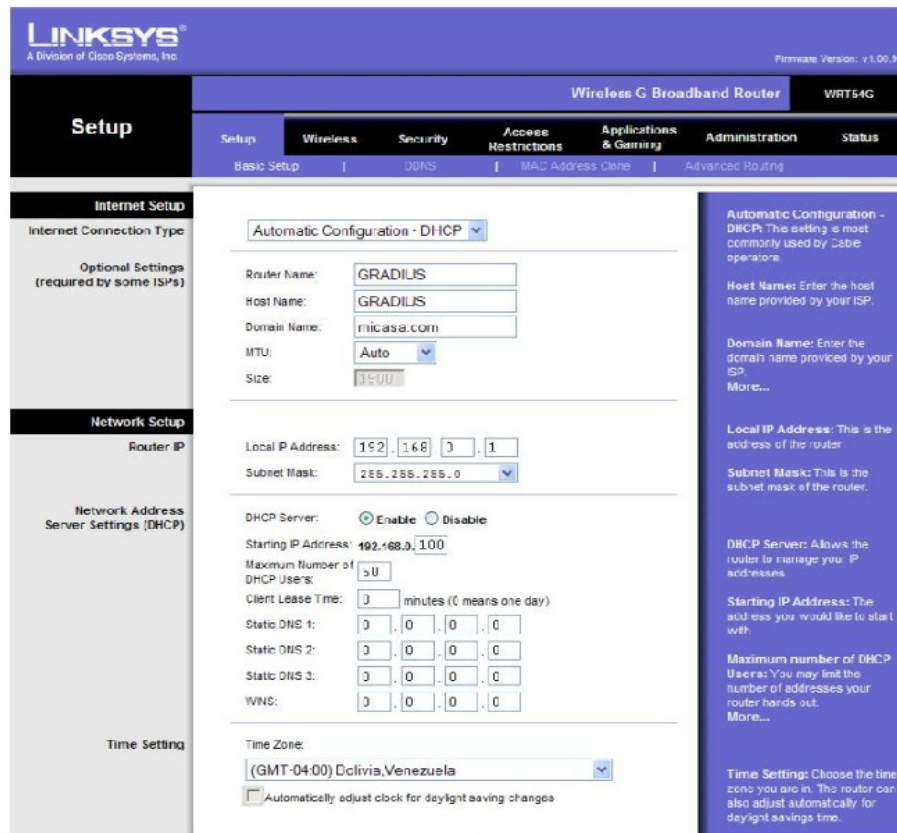 LINKSYS®
A Division of Cisco Systems, Inc.
Firmware Version: v1.00.9
Wireless-G Broadband Router WRT54G
Setup
Setup Wireless Security Access Restrictions Applications & Gaming Administration Status
Basic Setup | DDNS | MAC Address Clone | Advanced Routing
Internet Setup
Internet Connection Type
Automatic Configuration - DHCP
Optional Settings
(required by some ISPs)
Router Name: GRADIUS
Host Name: GRADIUS
Domain Name: micasa.com
MTU: Auto
Size: 1500
Network Setup
Router IP
Local IP Address: 192 . 168 . 0 . 1
Subnet Mask: 255.255.255.0
Network Address
Server Settings (DHCP)
DHCP Server: Enable Disable
Starting IP Address: 192.168.0. 100
Maximum Number of
DHCP Users: 50
Client Lease Time: 0 minutes (0 means one day)
Static DNS 1: 0 . 0 . 0 . 0
Static DNS 2: 0 . 0 . 0 . 0
Static DNS 3: 0 . 0 . 0 . 0
WINS: 0 . 0 . 0 . 0
Time Setting
Time Zone:
(GMT-04:00) Bolivia,Venezuela
Automatically adjust clock for daylight saving changes
Automatic Configuration -
DHCP: This setting is most
commonly used by Cable
operators.
Host Name: Enter the host
name provided by your ISP.
Domain Name: Enter the
domain name provided by your
ISP.
More...
Local IP Address: This is the
address of the router
Subnet Mask: This is the
subnet mask of the router.
DHCP Server: Allows the
router to manage your IP
addresses
Starting IP Address: The
address you would like to start
with.
Maximum number of DHCP
Users: You may limit the
number of addresses your
router hands out.
More...
Time Setting: Choose the time
zone you are in. The router can
also adjust automatically for
daylight savings time.